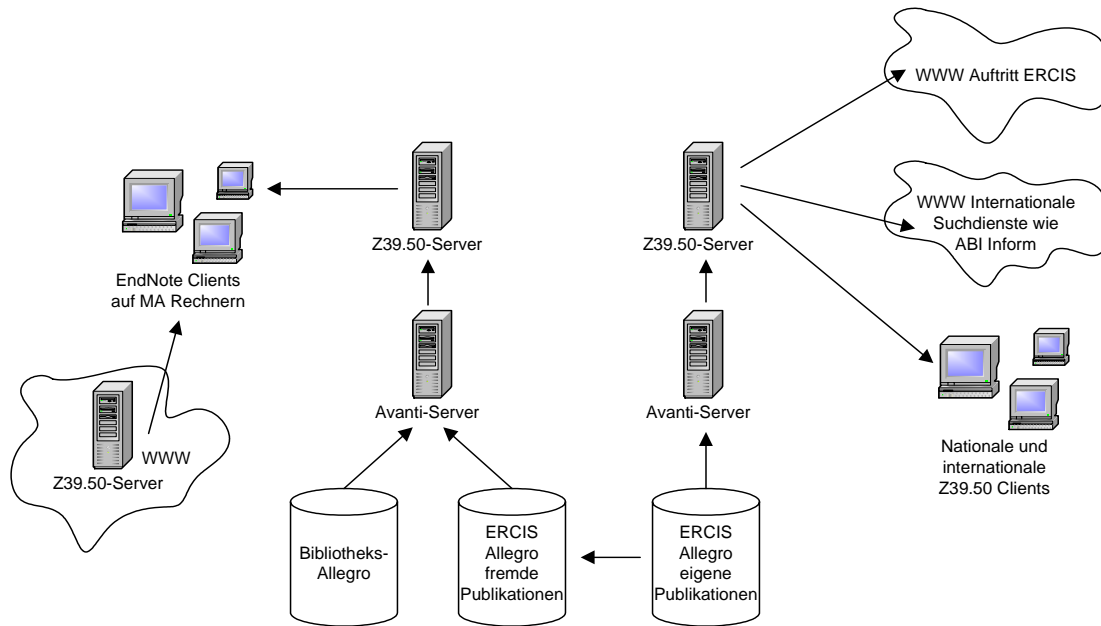 WWW Auftritt ERCIS
WWW Internationale
Suchdienste wie
ABI Inform
Z39.50-Server
Z39.50-Server
EndNote Clients
auf MA Rechnern
Avanti-Server
Avanti-Server
WWW
Z39.50-Server
Nationale und
internationale
Z39.50 Clients
Bibliotheks-
Allegro
ERCIS
Allegro
fremde
Publikationen
ERCIS
Allegro
eigene
Publikationen